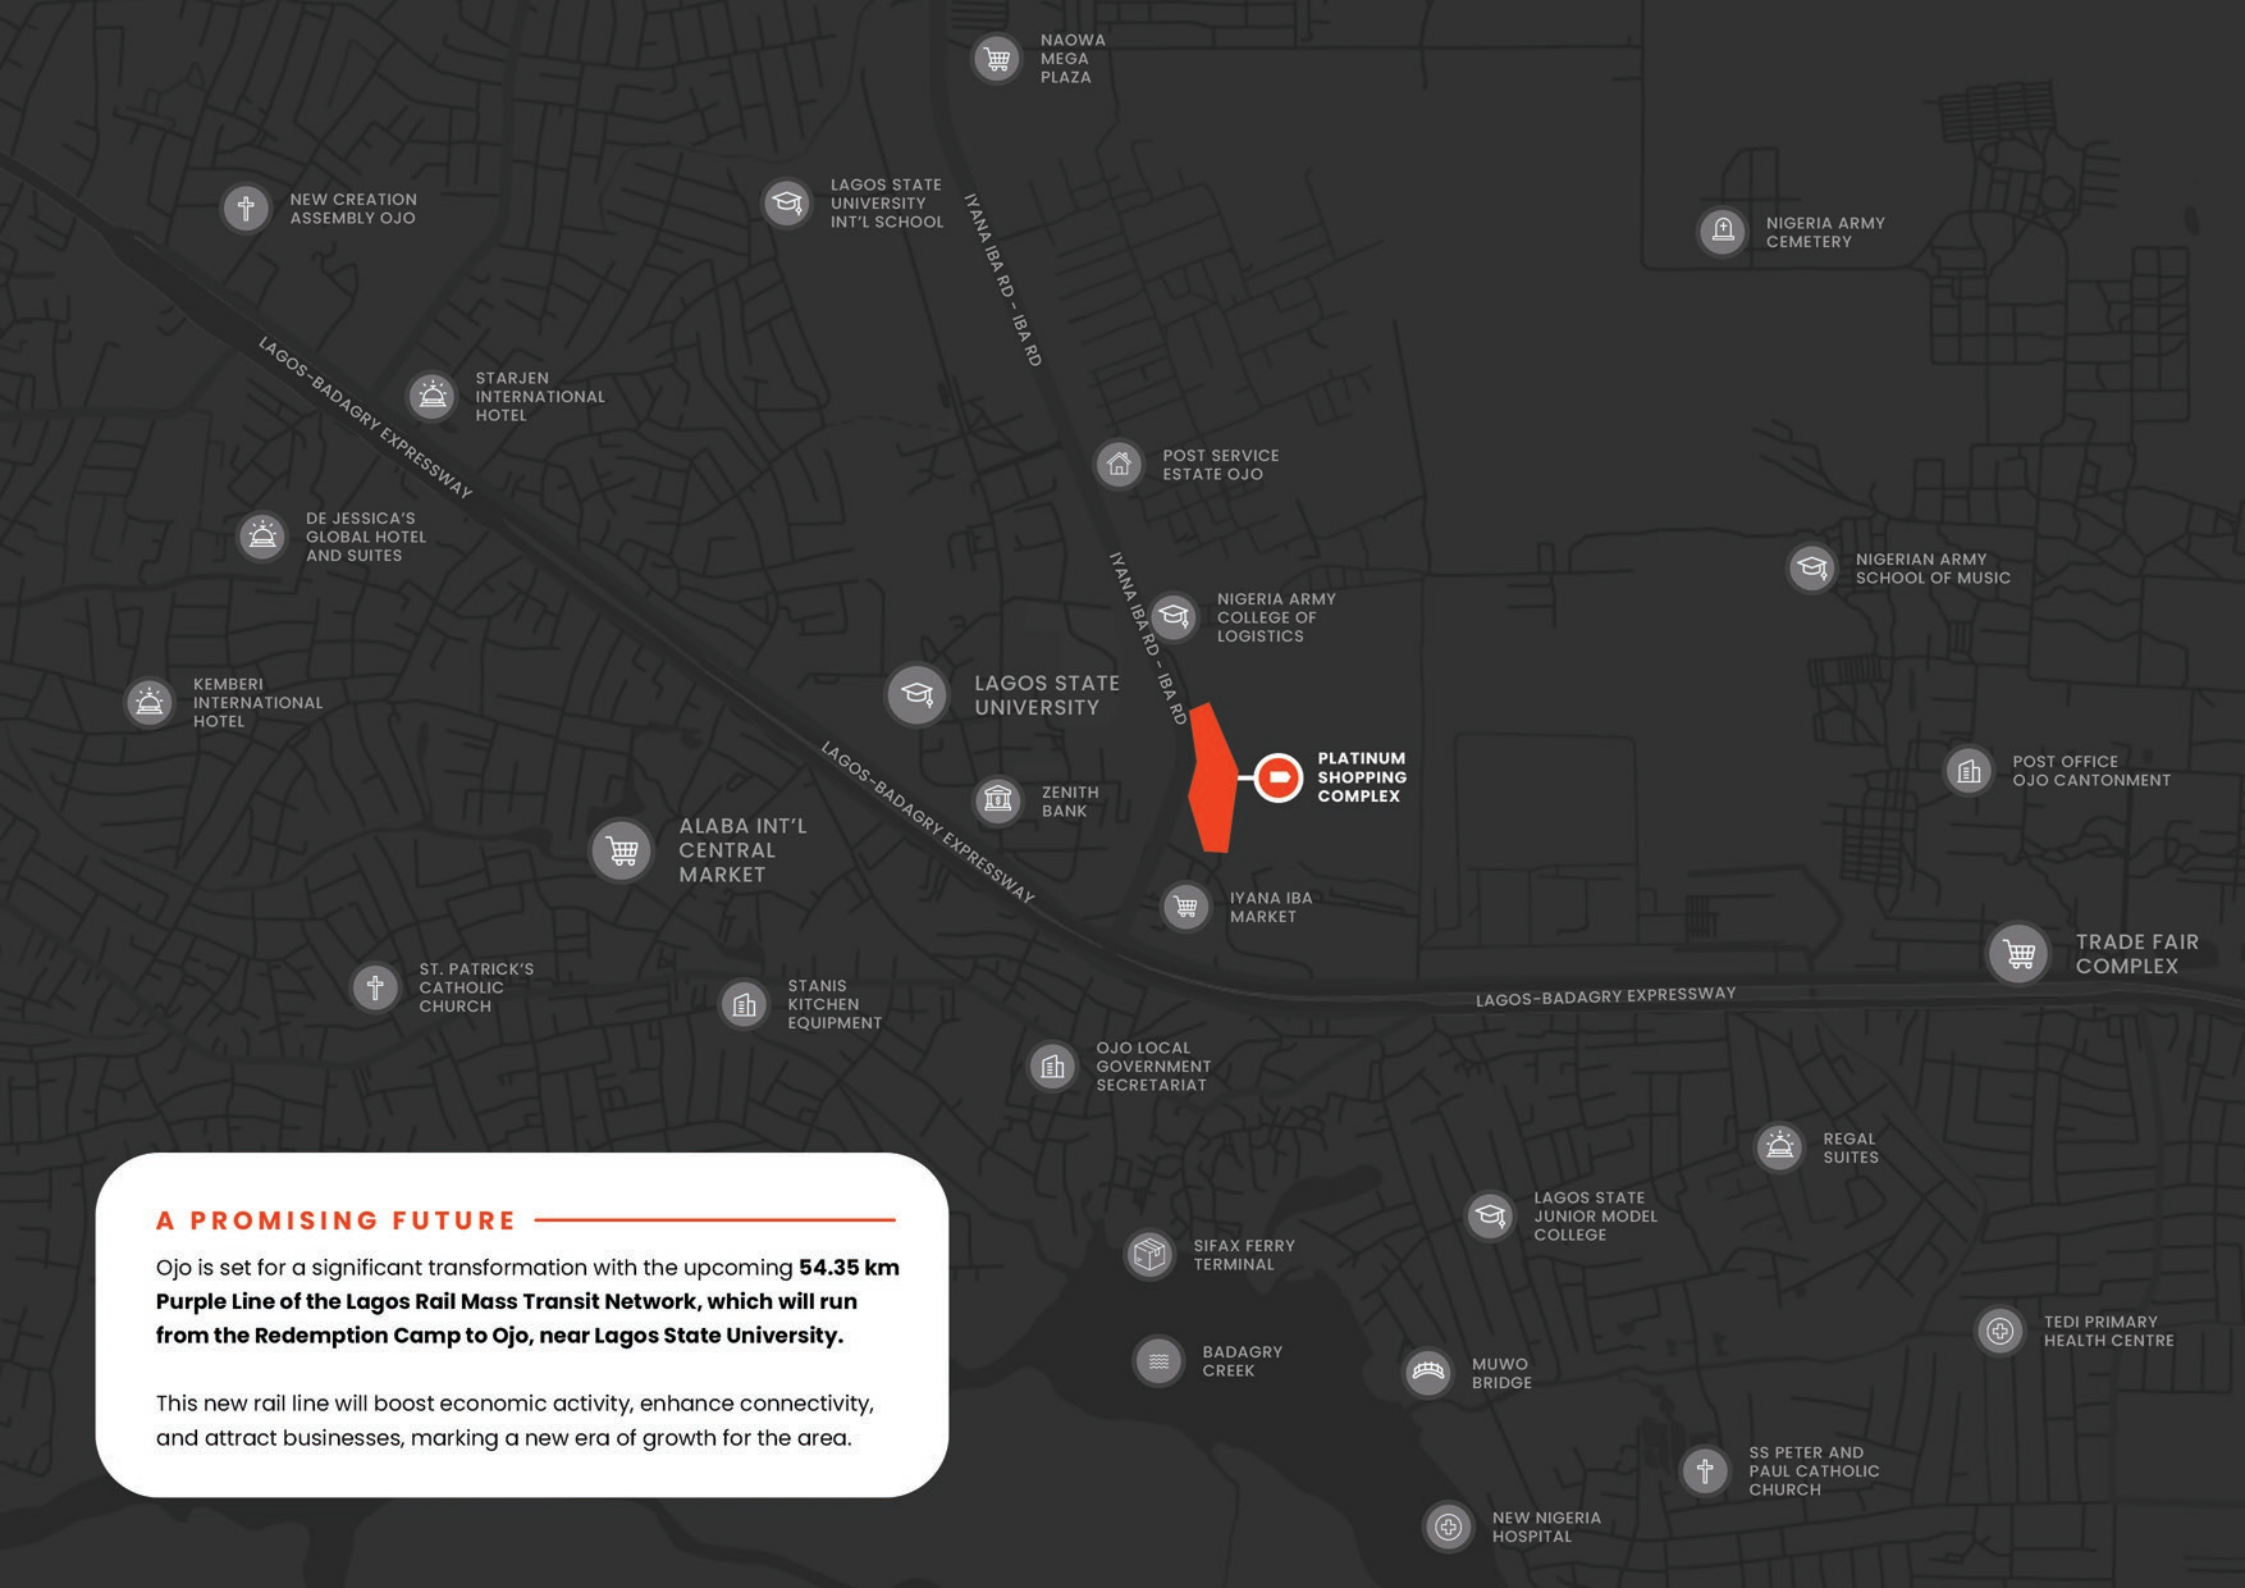 NAOWA
MEGA
PLAZA
NEW CREATION
ASSEMBLY OJO
LAGOS STATE
UNIVERSITY
INT'L SCHOOL
IYANA IBA RD - IBA RD
NIGERIA ARMY
CEMETERY
LAGOS-BADAGRY EXPRESSWAY
STARJEN
INTERNATIONAL
HOTEL
POST SERVICE
ESTATE OJO
DE JESSICA'S
GLOBAL HOTEL
AND SUITES
IYANA IBA RD - IBA RD
NIGERIA ARMY
COLLEGE OF
LOGISTICS
NIGERIAN ARMY
SCHOOL OF MUSIC
KEMBERI
INTERNATIONAL
HOTEL
LAGOS STATE
UNIVERSITY
LAGOS-BADAGRY EXPRESSWAY
ZENITH
BANK
PLATINUM
SHOPPING
COMPLEX
POST OFFICE
OJO CANTONMENT
ALABA INT'L
CENTRAL
MARKET
IYANA IBA
MARKET
TRADE FAIR
COMPLEX
ST. PATRICK'S
CATHOLIC
CHURCH
STANIS
KITCHEN
EQUIPMENT
LAGOS-BADAGRY EXPRESSWAY
OJO LOCAL
GOVERNMENT
SECRETARIAT
REGAL
SUITES
LAGOS STATE
JUNIOR MODEL
COLLEGE
SIFAX FERRY
TERMINAL
TEDI PRIMARY
HEALTH CENTRE
BADAGRY
CREEK
MUWO
BRIDGE
SS PETER AND
PAUL CATHOLIC
CHURCH
NEW NIGERIA
HOSPITAL
A PROMISING FUTURE
Ojo is set for a significant transformation with the upcoming 54.35 km
Purple Line of the Lagos Rail Mass Transit Network, which will run
from the Redemption Camp to Ojo, near Lagos State University.
This new rail line will boost economic activity, enhance connectivity,
and attract businesses, marking a new era of growth for the area.